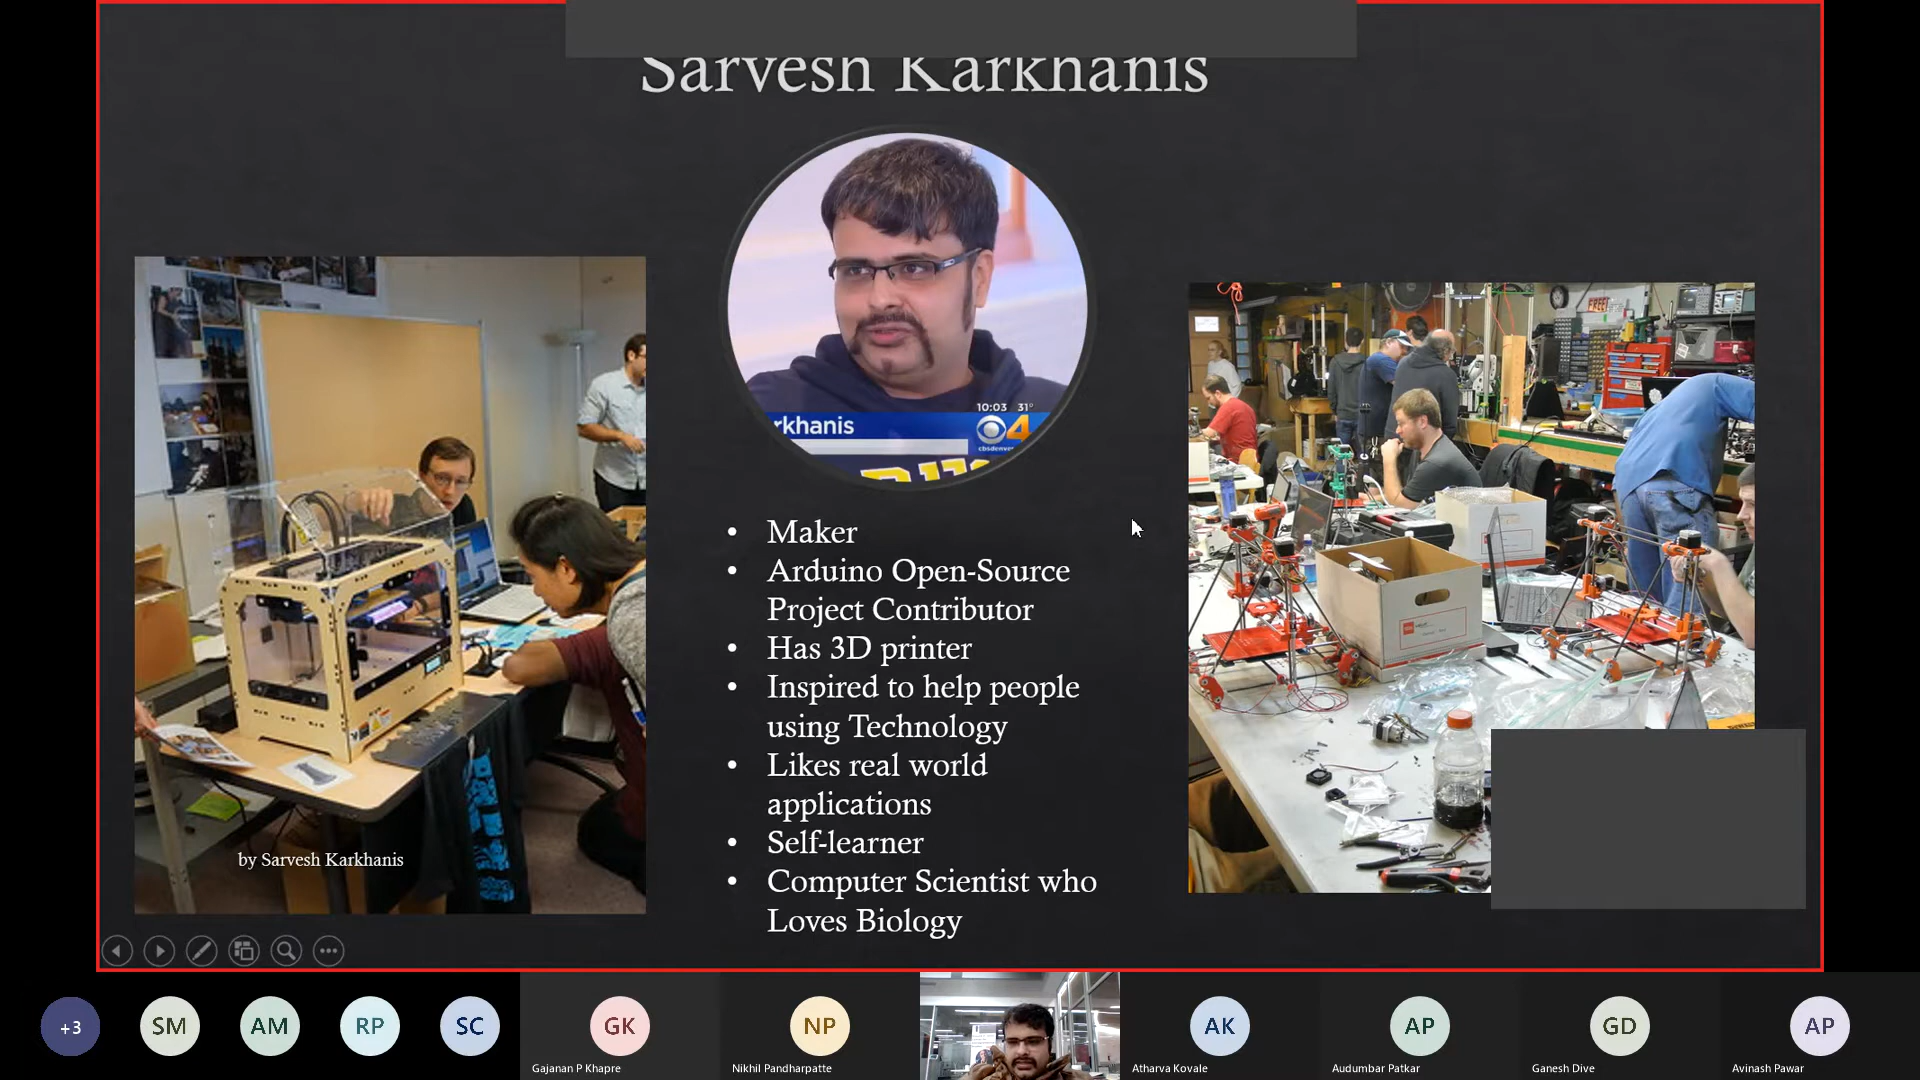 Sarvesh Karkhanis
FREE!
10:03 31°
rkhanis
4
by Sarvesh Karkhanis
• Maker
• Arduino Open-Source
Project Contributor
• Has 3D printer
• Inspired to help people
using Technology
• Likes real world
applications
• Self-learner
• Computer Scientist who
Loves Biology
+3
SM
AM
RP
SC
GK
NP
AK
AP
GD
AP
Gajanan P Khapre
Nikhil Pandharpatte
Atharva Kovale
Audumbar Patkar
Ganesh Dive
Avinash Pawar